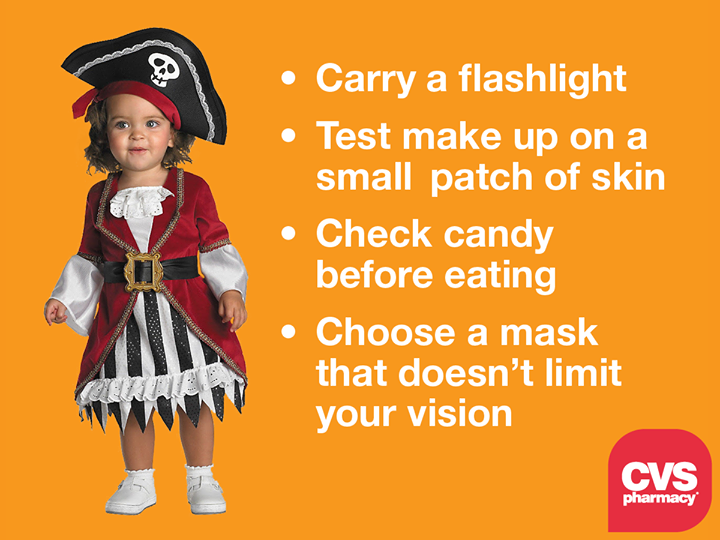 • Carry a flashlight
• Test make up on a
small patch of skin
• Check candy
before eating
• Choose a mask
that doesn’t limit
your vision
CVS
pharmacy